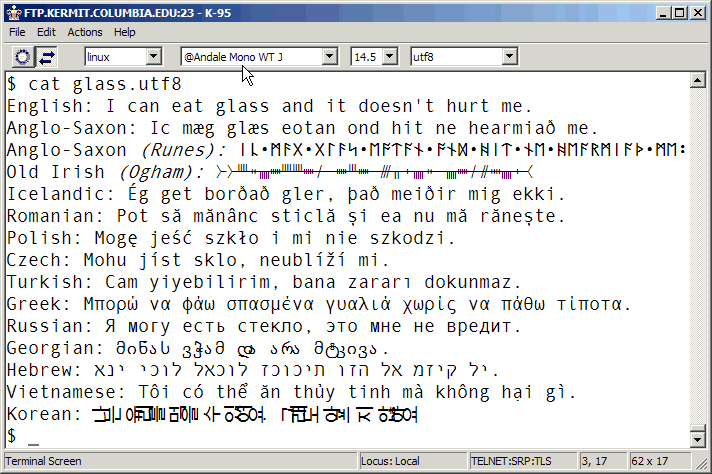 FTP.KERMIT.COLUMBIA.EDU:23 - K-95
File Edit Actions Help
linux @Andale Mono WT J 14.5 utf8
$ cat glass.utf8
English: I can eat glass and it doesn't hurt me.
Anglo-Saxon: Ic mæg glæs eotan ond hit ne hearmiað me.
Anglo-Saxon (Runes): ᛁᚳ᛫ᛗᚨᚷ᛫ᚷᛚᚨᛋ᛫ᛖᚩᛏᚪᚾ᛫ᚩᚾᛞ᛫ᚻᛁᛏ᛫ᚾᛖ᛫ᚻᛖᚪᚱᛗᛁᚪᚧ᛫ᛗᛖ᛬
Old Irish (Ogham):
Icelandic: Ég get borðað gler, það meiðir mig ekki.
Romanian: Pot să mănânc sticlă și ea nu mă rănește.
Polish: Mogę jeść szkło i mi nie szkodzi.
Czech: Mohu jíst sklo, neublíží mi.
Turkish: Cam yiyebilirim, bana zararı dokunmaz.
Greek: Μπορώ να φάω σπασμένα γυαλιά χωρίς να πάθω τίποτα.
Russian: Я могу есть стекло, это мне не вредит.
Georgian: მინას ვჭამ და არა მტკივა.
Hebrew: אני יכול לאכול זכוכית וזה לא מזיק לי.
Vietnamese: Tôi có thể ăn thủy tinh mà không hại gì.
Korean:
$ _
Terminal Screen Locus: Local TELNET:SRP:TLS 3, 17 62 x 17